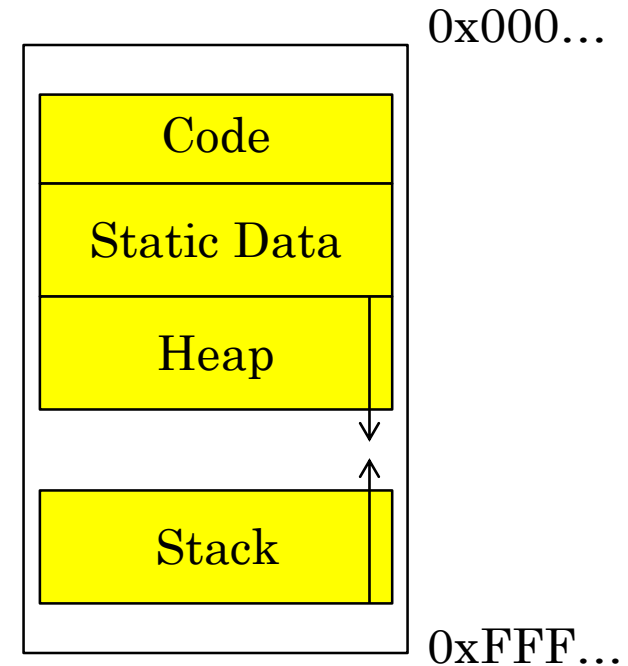 0x000…
Code
Static Data
Heap
Stack
0xFFF…